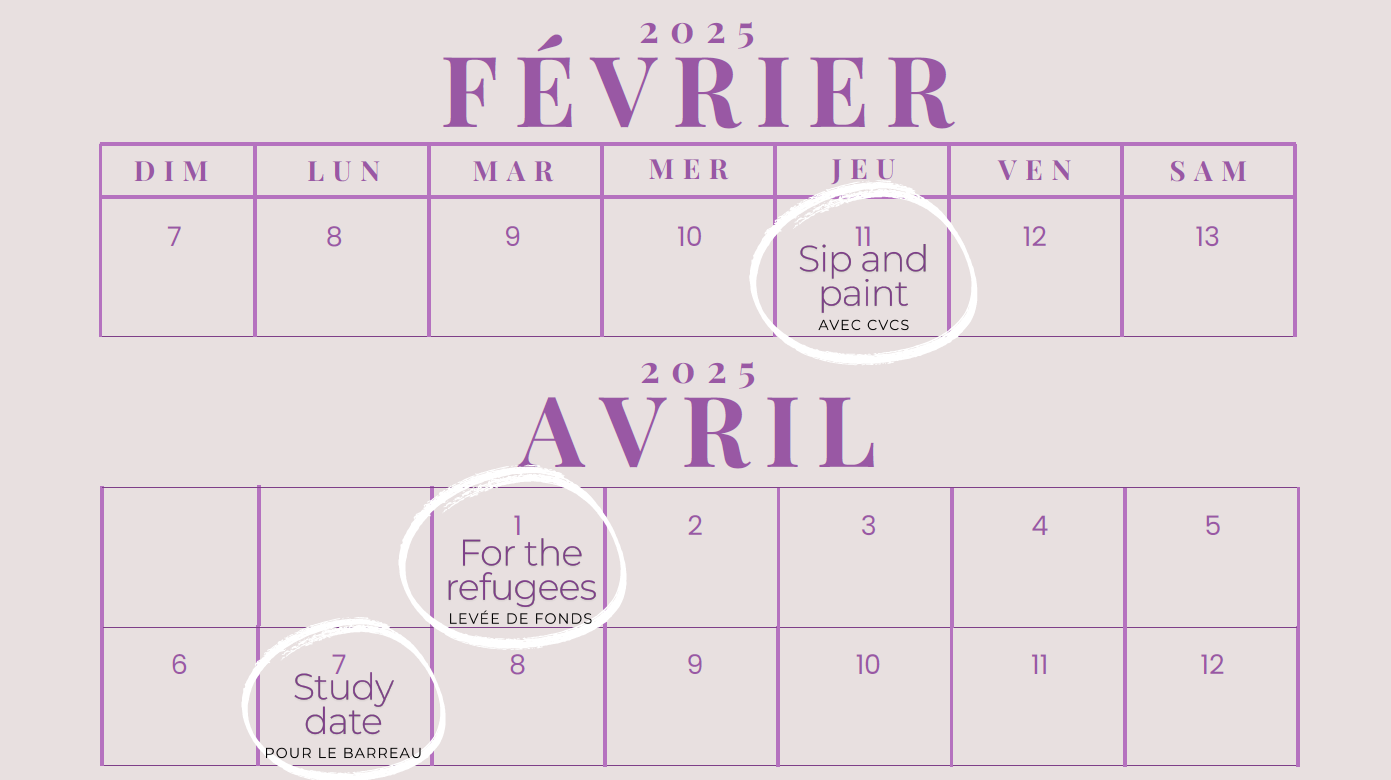 2025
FÉVRIER
DIM LUN MAR MER JEU VEN SAM
7 8 9 10 11 12 13
Sip and
paint
AVEC CVCS
2025
AVRIL
1 2 3 4 5
For the
refugees
LEVÉE DE FONDS
6 7 8 9 10 11 12
Study
date
POUR LE BARREAU